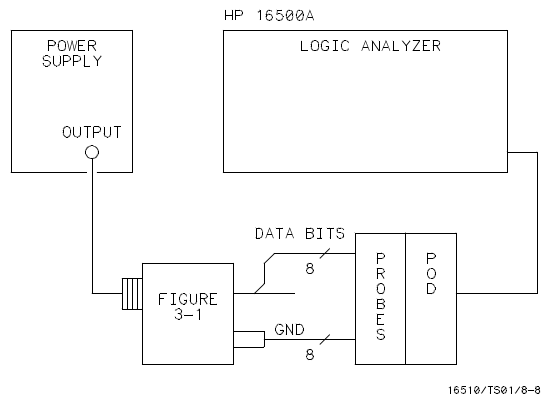 HP 16500A
POWER
SUPPLY
LOGIC ANALYZER
OUTPUT
DATA BITS
8
PROBES
POD
FIGURE
3-1
GND
8
16510/TS01/8-8